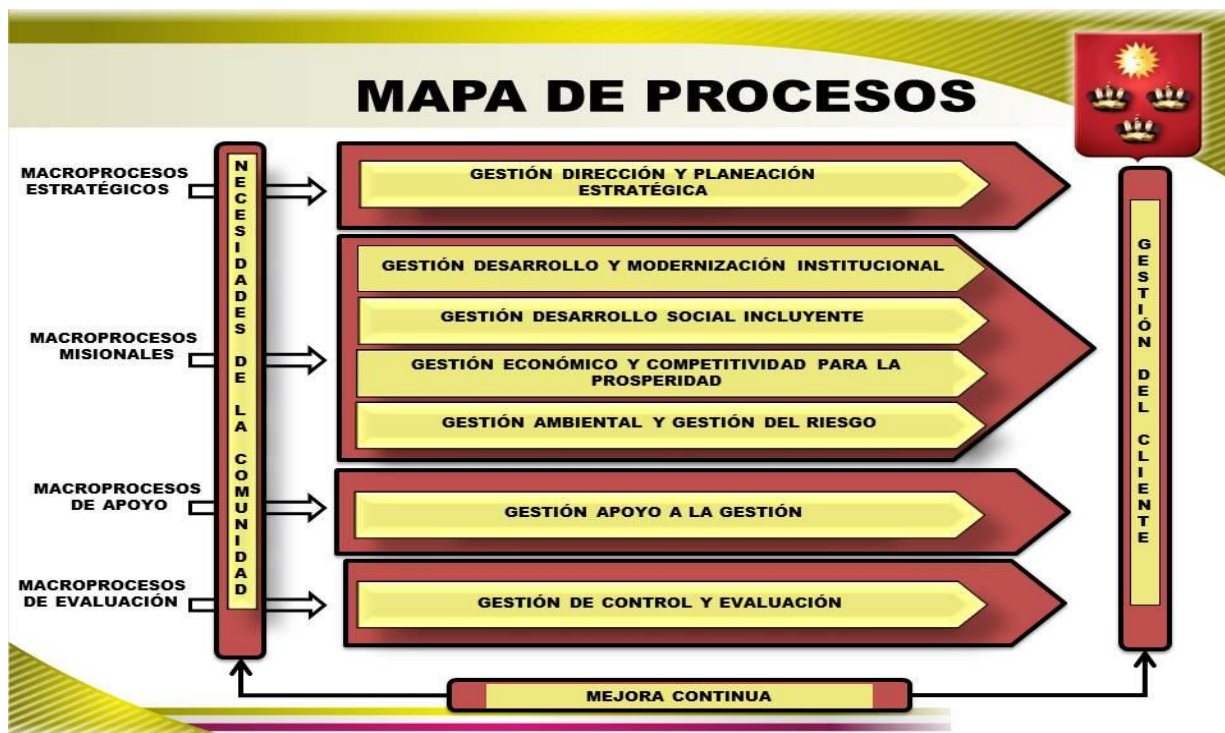 MAPA DE PROCESOS
MACROPROCESOS
ESTRATÉGICOS
NECESIDADES DE LA COMUNIDAD
GESTIÓN DIRECCIÓN Y PLANEACIÓN
ESTRATÉGICA
MACROPROCESOS
MISIONALES
GESTIÓN DESARROLLO Y MODERNIZACIÓN INSTITUCIONAL
GESTIÓN DESARROLLO SOCIAL INCLUYENTE
GESTIÓN ECONÓMICO Y COMPETITIVIDAD PARA LA
PROSPERIDAD
GESTIÓN AMBIENTAL Y GESTIÓN DEL RIESGO
MACROPROCESOS
DE APOYO
GESTIÓN APOYO A LA GESTIÓN
MACROPROCESOS
DE EVALUACIÓN
GESTIÓN DE CONTROL Y EVALUACIÓN
GESTIÓN DEL CLIENTE
MEJORA CONTINUA